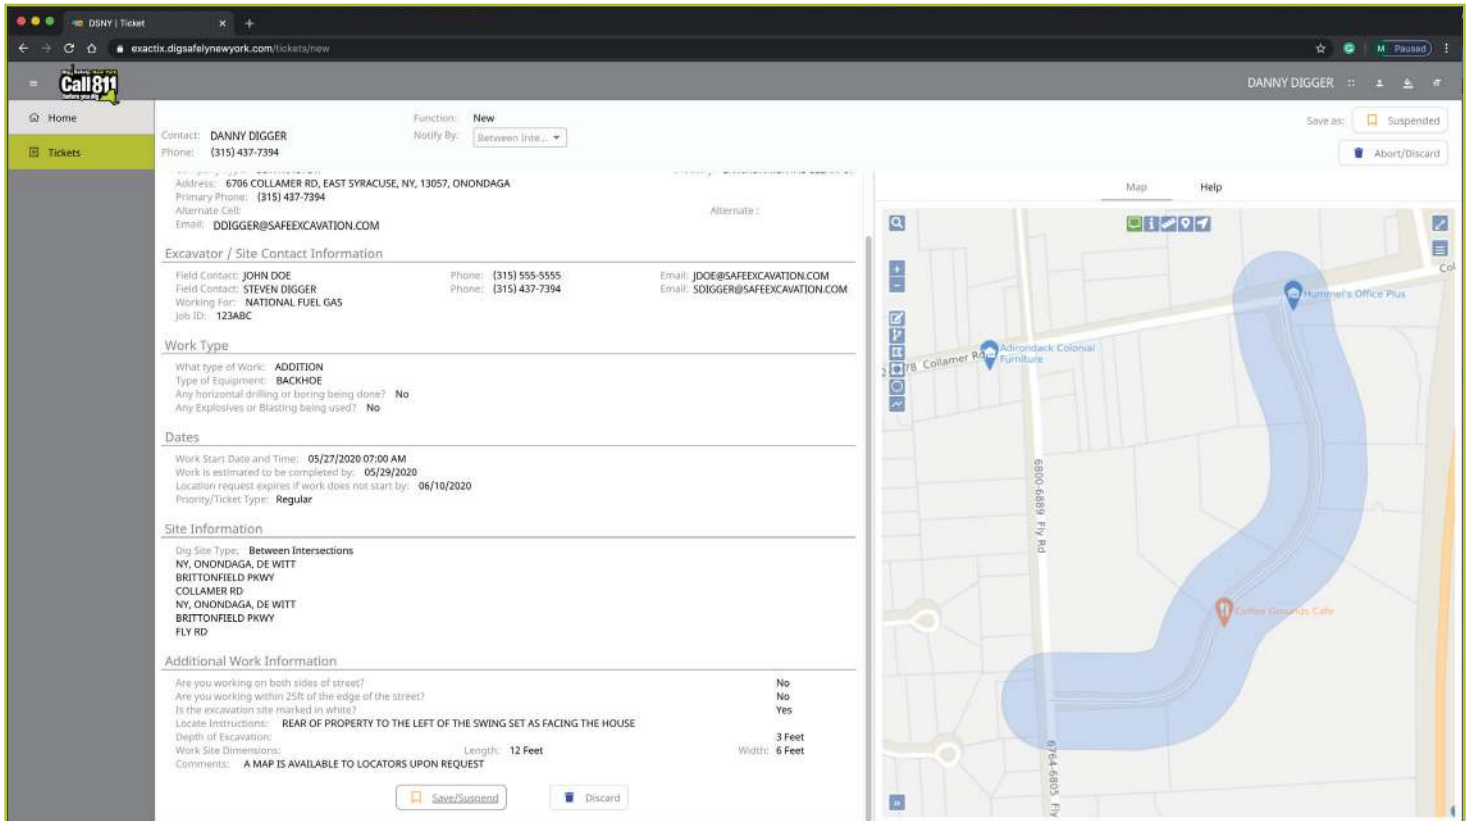 DSNY | Ticket
exactix.digsafelynewyork.com/tickets/new
M Paused
Call 811
before you dig
DANNY DIGGER
Home
Tickets
Function: New
Contact: DANNY DIGGER
Notify By: Between Inte...
Phone: (315) 437-7394
Save as: Suspended
Abort/Discard
Address: 6706 COLLAMER RD, EAST SYRACUSE, NY, 13057, ONONDAGA
Primary Phone: (315) 437-7394
Alternate Cell: Alternate :
Email: DDIGGER@SAFEEXCAVATION.COM
Excavator / Site Contact Information
Field Contact: JOHN DOE Phone: (315) 555-5555 Email: JDOE@SAFEEXCAVATION.COM
Field Contact: STEVEN DIGGER Phone: (315) 437-7394 Email: SDIGGER@SAFEEXCAVATION.COM
Working For: NATIONAL FUEL GAS
Job ID: 123ABC
Work Type
What type of Work: ADDITION
Type of Equipment: BACKHOE
Any horizontal drilling or boring being done? No
Any Explosives or Blasting being used? No
Dates
Work Start Date and Time: 05/27/2020 07:00 AM
Work is estimated to be completed by: 05/29/2020
Location request expires if work does not start by: 06/10/2020
Priority/Ticket Type: Regular
Site Information
Dig Site Type: Between Intersections
NY, ONONDAGA, DE WITT
BRITTONFIELD PKWY
COLLAMER RD
NY, ONONDAGA, DE WITT
BRITTONFIELD PKWY
FLY RD
Additional Work Information
Are you working on both sides of street? No
Are you working within 25ft of the edge of the street? No
Is the excavation site marked in white? Yes
Locate Instructions: REAR OF PROPERTY TO THE LEFT OF THE SWING SET AS FACING THE HOUSE
Depth of Excavation: 3 Feet
Work Site Dimensions: Length: 12 Feet Width: 6 Feet
Comments: A MAP IS AVAILABLE TO LOCATORS UPON REQUEST
Save/Suspend Discard
Map Help
Col
Hummel's Office Plus
Adirondack Colonial
Furniture
78 Collamer Rd
6800-6889 Fly Rd
Coffee Grounds Cafe
6764-6805 Fly